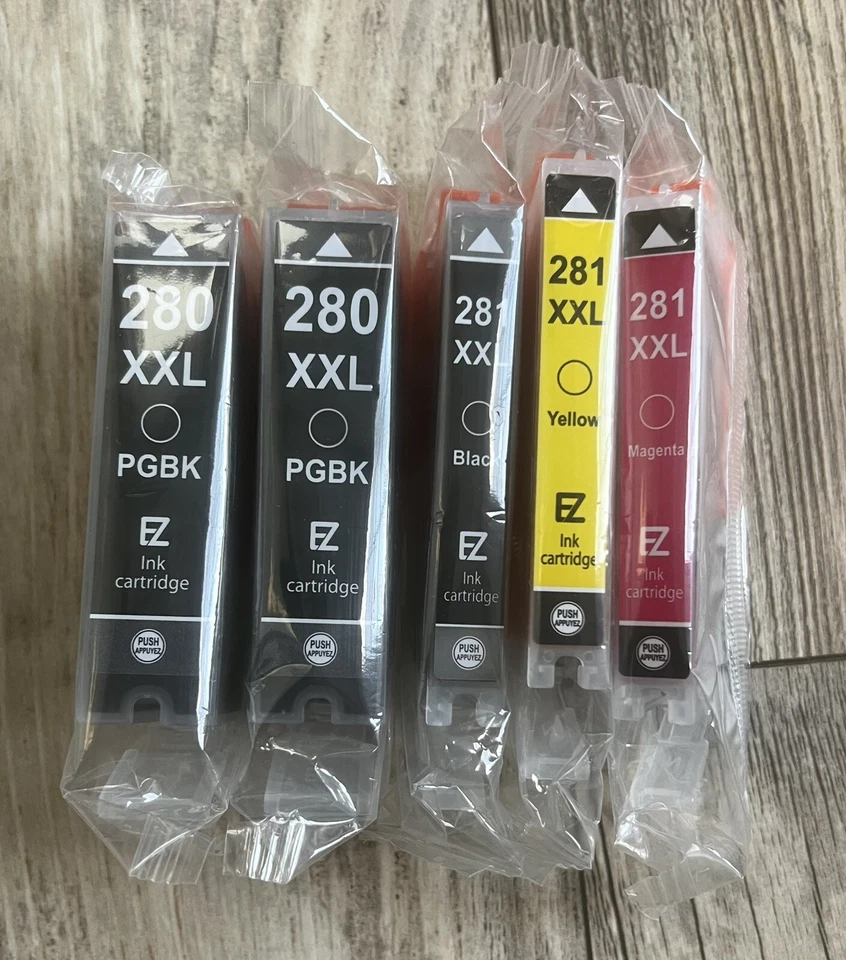 280
XXL
PGBK
EZ
Ink
cartridge
PUSH
APPUYEZ
280
XXL
PGBK
EZ
Ink
cartridge
PUSH
APPUYEZ
281
XXL
Black
EZ
Ink
cartridge
PUSH
APPUYEZ
281
XXL
Yellow
EZ
Ink
cartridge
PUSH
APPUYEZ
281
XXL
Magenta
EZ
Ink
cartridge
PUSH
APPUYEZ